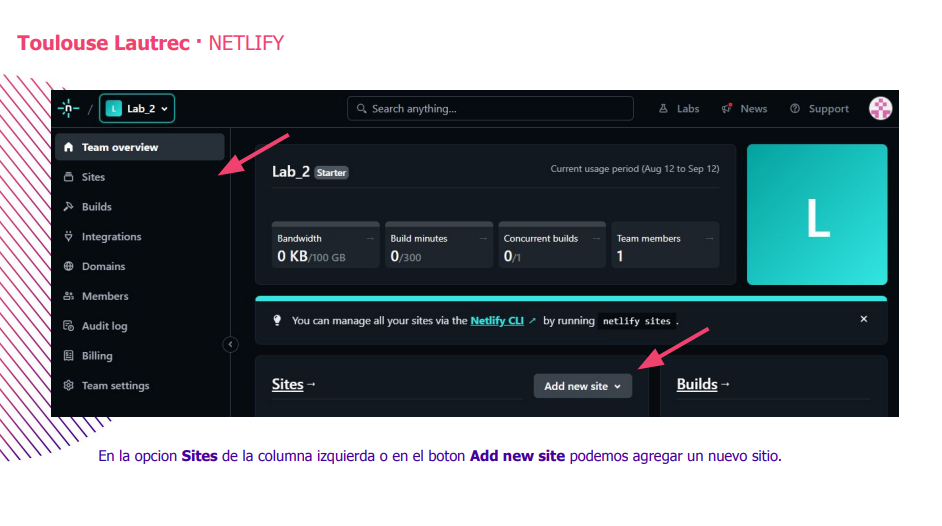 Toulouse Lautrec · NETLIFY
n / L Lab_2
Search anything...
Labs News Support
Team overview
Sites
Builds
Integrations
Domains
Members
Audit log
Billing
Team settings
Lab_2 Starter
Current usage period (Aug 12 to Sep 12)
Bandwidth →
0 KB/100 GB
Build minutes →
0/300
Concurrent builds →
0/1
Team members →
1
L
You can manage all your sites via the Netlify CLI ↗ by running netlify sites .
Sites →
Add new site
Builds →
En la opcion Sites de la columna izquierda o en el boton Add new site podemos agregar un nuevo sitio.